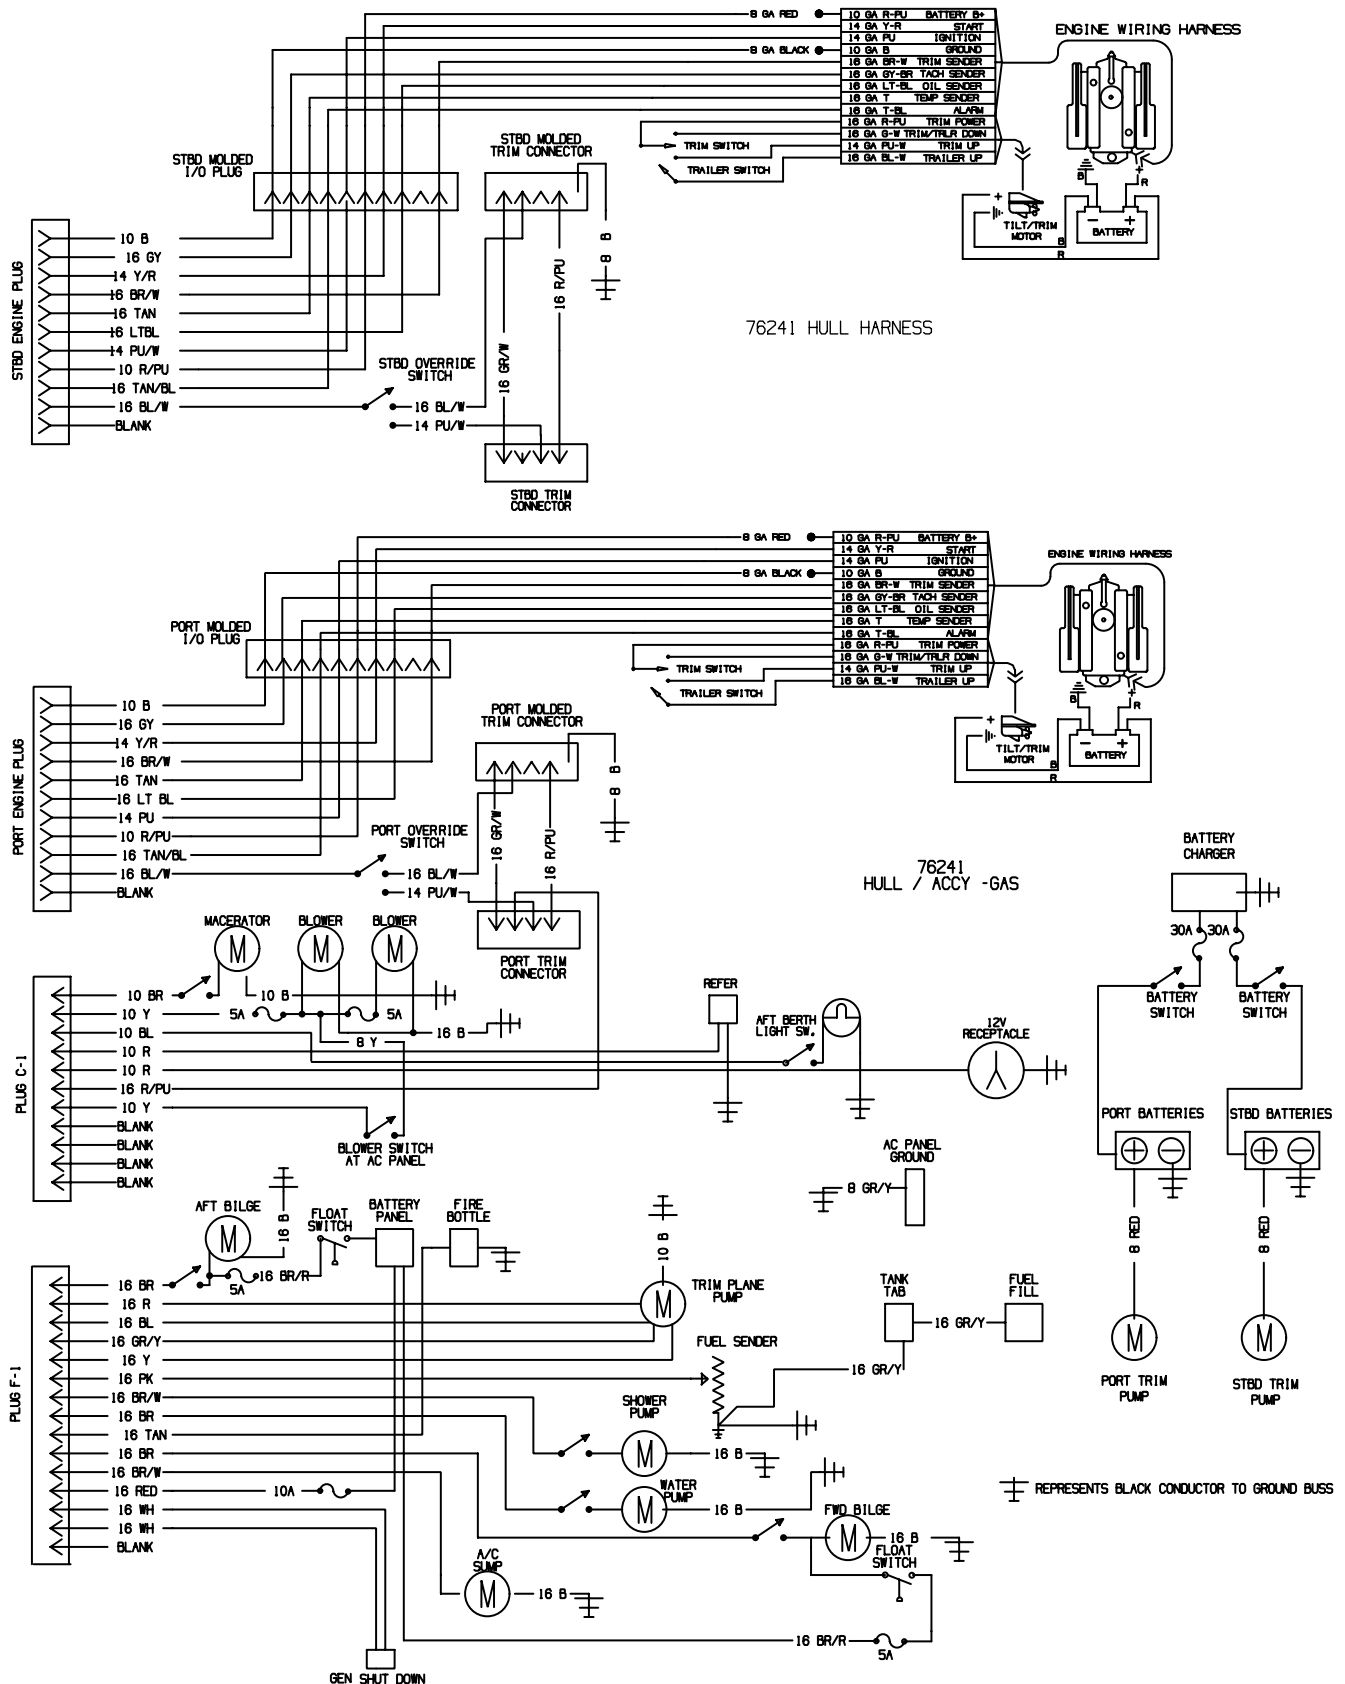 8 GA RED
10 GA R-PU BATTERY B+
14 GA Y-R START
14 GA PU IGNITION
8 GA BLACK
10 GA B GROUND
16 GA BR-W TRIM SENDER
16 GA GY-BR TACH SENDER
16 GA LT-BL OIL SENDER
16 GA T TEMP SENDER
16 GA T-BL ALARM
16 GA R-PU TRIM POWER
16 GA G-W TRIM/TRLR DOWN
14 GA PU-W TRIM UP
16 GA BL-W TRAILER UP
ENGINE WIRING HARNESS
TRIM SWITCH
TRAILER SWITCH
B
+
R
+
TILT/TRIM
MOTOR
- +
BATTERY
B
R
STBD MOLDED
I/O PLUG
STBD MOLDED
TRIM CONNECTOR
8 B
16 R/PU
16 GR/W
STBD ENGINE PLUG
10 B
16 GY
14 Y/R
16 BR/W
16 TAN
16 LTBL
14 PU/W
10 R/PU
16 TAN/BL
16 BL/W
BLANK
STBD OVERRIDE
SWITCH
16 BL/W
14 PU/W
STBD TRIM
CONNECTOR
76241 HULL HARNESS
8 GA RED
10 GA R-PU BATTERY B+
14 GA Y-R START
14 GA PU IGNITION
8 GA BLACK
10 GA B GROUND
16 GA BR-W TRIM SENDER
16 GA GY-BR TACH SENDER
16 GA LT-BL OIL SENDER
16 GA T TEMP SENDER
16 GA T-BL ALARM
16 GA R-PU TRIM POWER
16 GA G-W TRIM/TRLR DOWN
14 GA PU-W TRIM UP
16 GA BL-W TRAILER UP
ENGINE WIRING HARNESS
TRIM SWITCH
TRAILER SWITCH
B
+
R
+
TILT/TRIM
MOTOR
- +
BATTERY
B
R
PORT MOLDED
I/O PLUG
PORT MOLDED
TRIM CONNECTOR
8 B
16 GR/W
16 R/PU
PORT ENGINE PLUG
10 B
16 GY
14 Y/R
16 BR/W
16 TAN
16 LT BL
14 PU
10 R/PU
16 TAN/BL
16 BL/W
BLANK
PORT OVERRIDE
SWITCH
16 BL/W
14 PU/W
PORT TRIM
CONNECTOR
76241
HULL / ACCY -GAS
BATTERY
CHARGER
30A
30A
BATTERY
SWITCH
BATTERY
SWITCH
PORT BATTERIES
STBD BATTERIES
+ -
+ -
8 RED
8 RED
M
M
PORT TRIM
PUMP
STBD TRIM
PUMP
MACERATOR
BLOWER
BLOWER
M
M
M
PLUG C-1
10 BR
10 Y
10 BL
10 R
10 R
16 R/PU
10 Y
BLANK
BLANK
BLANK
BLANK
10 B
5A
5A
16 B
8 Y
BLOWER SWITCH
AT AC PANEL
REFER
AFT BERTH
LIGHT SW.
12V
RECEPTACLE
AC PANEL
GROUND
8 GR/Y
AFT BILGE
M
16 B
FLOAT
SWITCH
BATTERY
PANEL
FIRE
BOTTLE
16 BR/R
5A
PLUG F-1
16 BR
16 R
16 BL
16 GR/Y
16 Y
16 PK
16 BR/W
16 BR
16 TAN
16 BR
16 BR/W
16 RED
16 WH
16 WH
BLANK
10A
10 B
M
TRIM PLANE
PUMP
FUEL SENDER
TANK
TAB
FUEL
FILL
16 GR/Y
16 GR/Y
SHOWER
PUMP
M
16 B
WATER
PUMP
M
16 B
FWD BILGE
M
16 B
FLOAT
SWITCH
A/C
SUMP
M
16 B
16 BR/R
5A
GEN SHUT DOWN
REPRESENTS BLACK CONDUCTOR TO GROUND BUSS